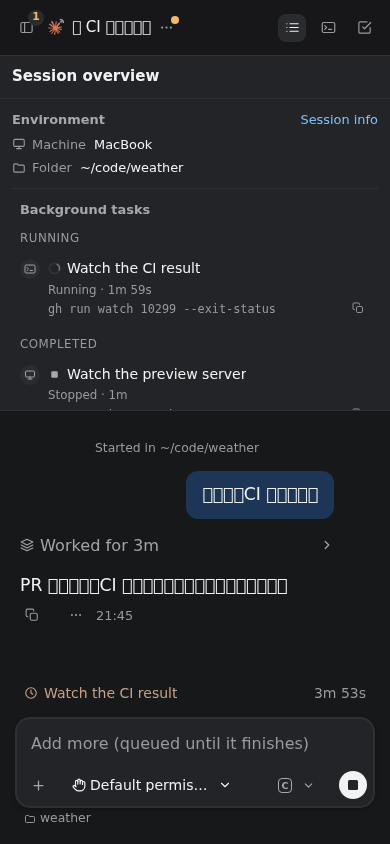 1
CI
Session overview
Environment
Session info
Machine MacBook
Folder ~/code/weather
Background tasks
RUNNING
Watch the CI result
Running · 1m 59s
gh run watch 10299 --exit-status
COMPLETED
Watch the preview server
Stopped · 1m
Started in ~/code/weather
CI
Worked for 3m
PR CI
21:45
Watch the CI result
3m 53s
Add more (queued until it finishes)
Default permis…
C
weather